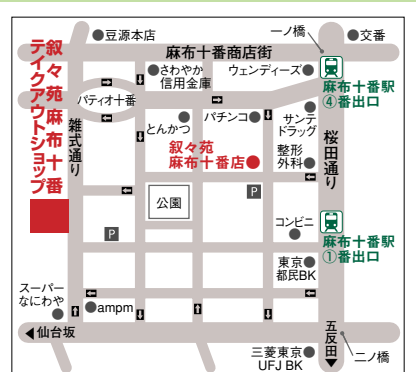 豆源本店
一ノ橋
交番
麻布十番商店街
叙々苑麻布十番
テイクアウトショップ
さわやか
信用金庫
ウェンディーズ
麻布十番駅
④番出口
パティオ十番
雑式通り
とんかつ
パチンコ
サンテ
ドラッグ
桜田通り
叙々苑
麻布十番店
整形
外科
P
公園
P
コンビニ
麻布十番駅
①番出口
東京
都民BK
スーパー
なにわや
ampm
仙台坂
五反田
三菱東京
UFJ BK
二ノ橋